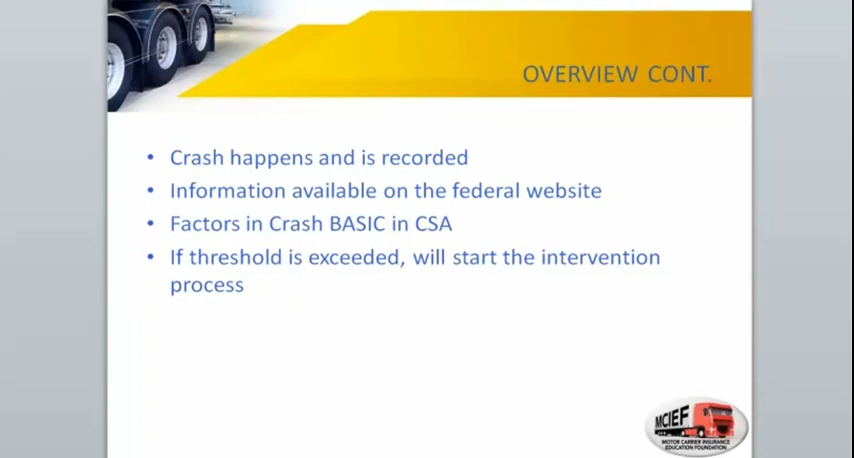 OVERVIEW CONT.
• Crash happens and is recorded
• Information available on the federal website
• Factors in Crash BASIC in CSA
• If threshold is exceeded, will start the intervention
process
MCIEF
MOTOR CARRIER INSURANCE
EDUCATION FOUNDATION